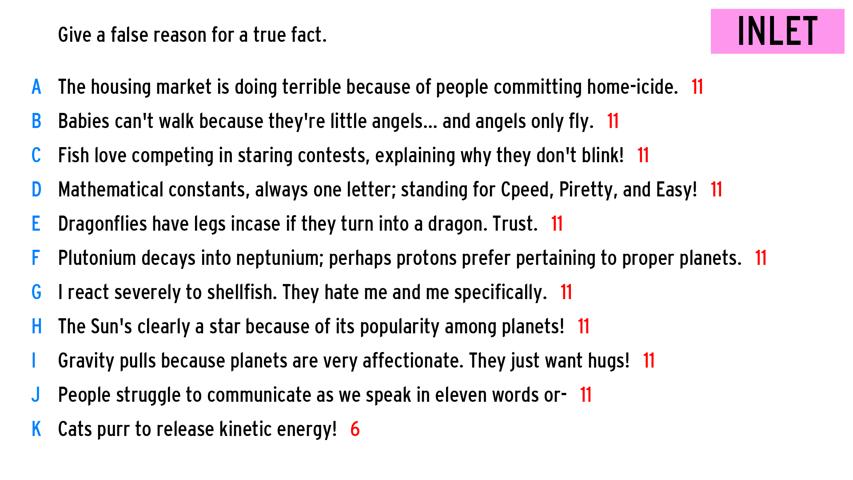 Give a false reason for a true fact.
INLET
A The housing market is doing terrible because of people committing home-icide. 11
B Babies can't walk because they're little angels... and angels only fly. 11
C Fish love competing in staring contests, explaining why they don't blink! 11
D Mathematical constants, always one letter; standing for Cpeed, Piretty, and Easy! 11
E Dragonflies have legs incase if they turn into a dragon. Trust. 11
F Plutonium decays into neptunium; perhaps protons prefer pertaining to proper planets. 11
G I react severely to shellfish. They hate me and me specifically. 11
H The Sun's clearly a star because of its popularity among planets! 11
I Gravity pulls because planets are very affectionate. They just want hugs! 11
J People struggle to communicate as we speak in eleven words or- 11
K Cats purr to release kinetic energy! 6